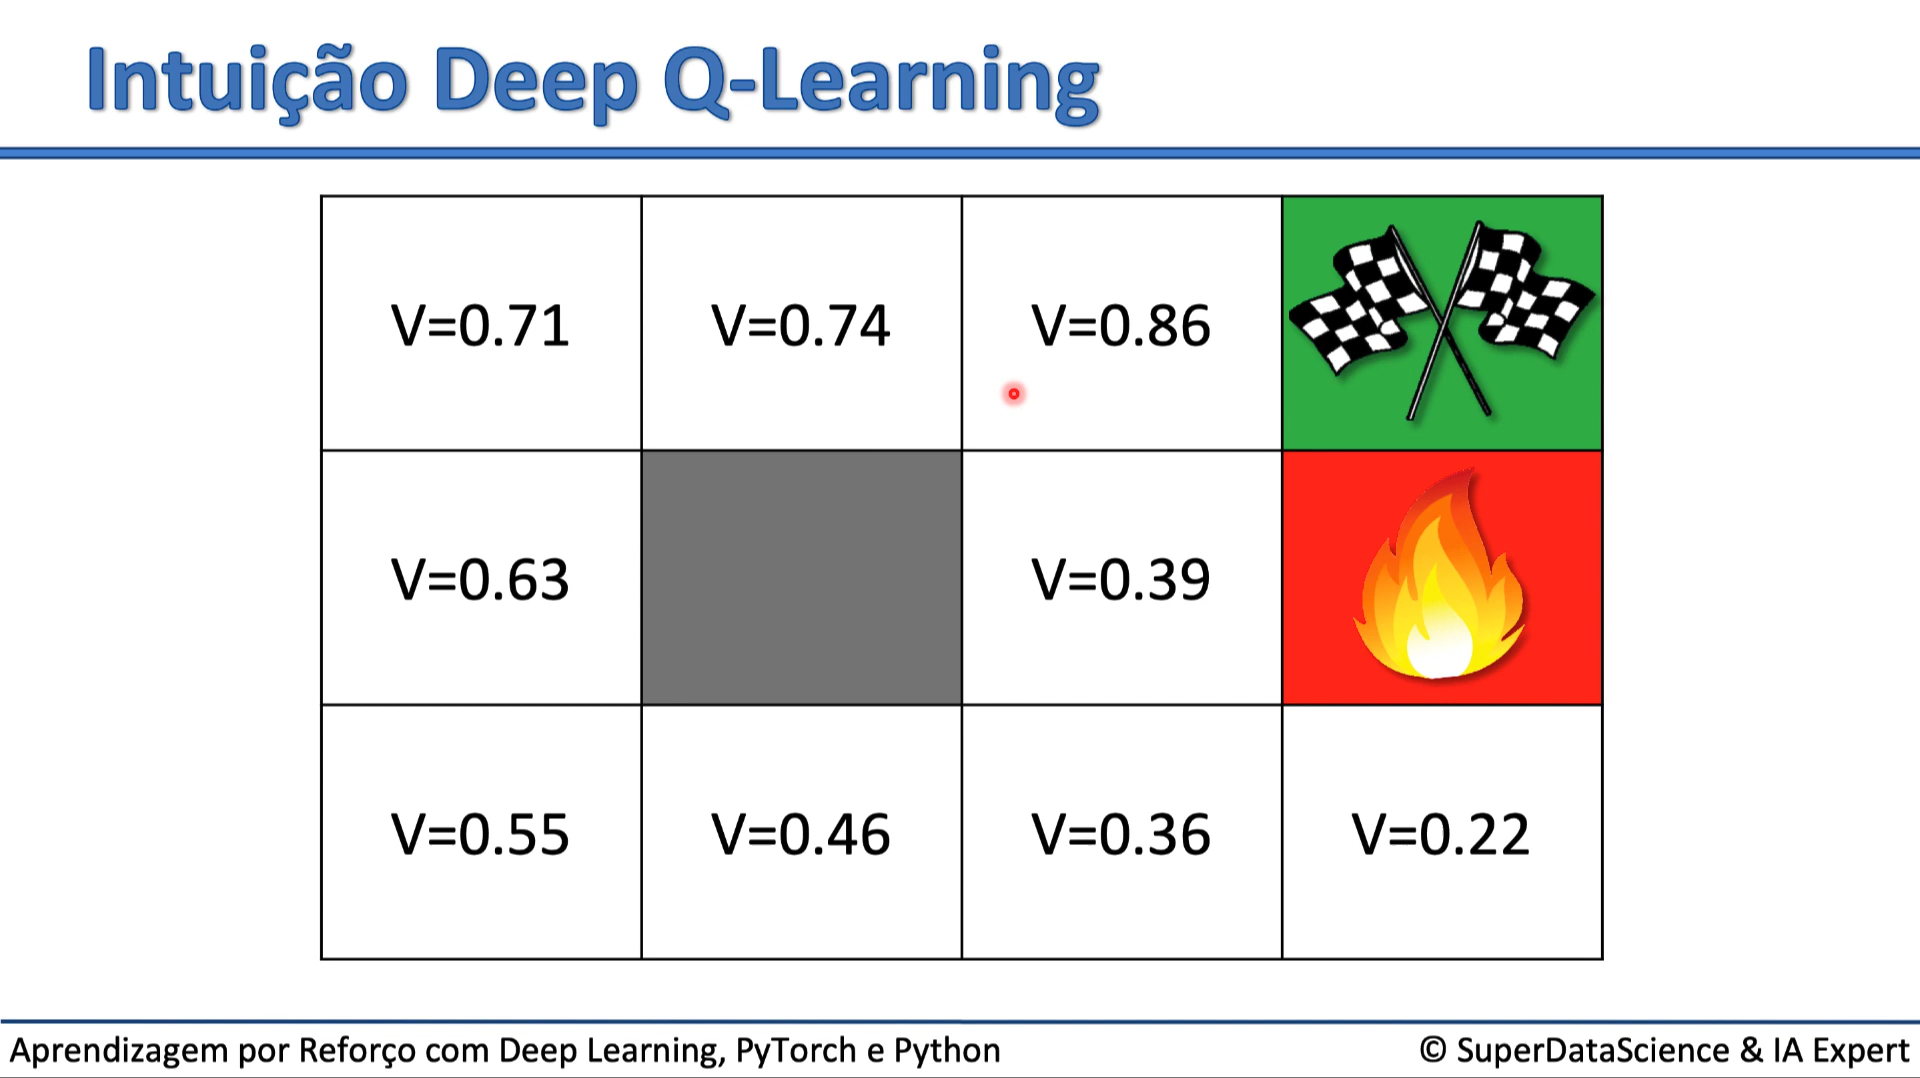 Intuição Deep Q-Learning
V=0.71 V=0.74 V=0.86
V=0.63 V=0.39
V=0.55 V=0.46 V=0.36 V=0.22
Aprendizagem por Reforço com Deep Learning, PyTorch e Python © SuperDataScience & IA Expert